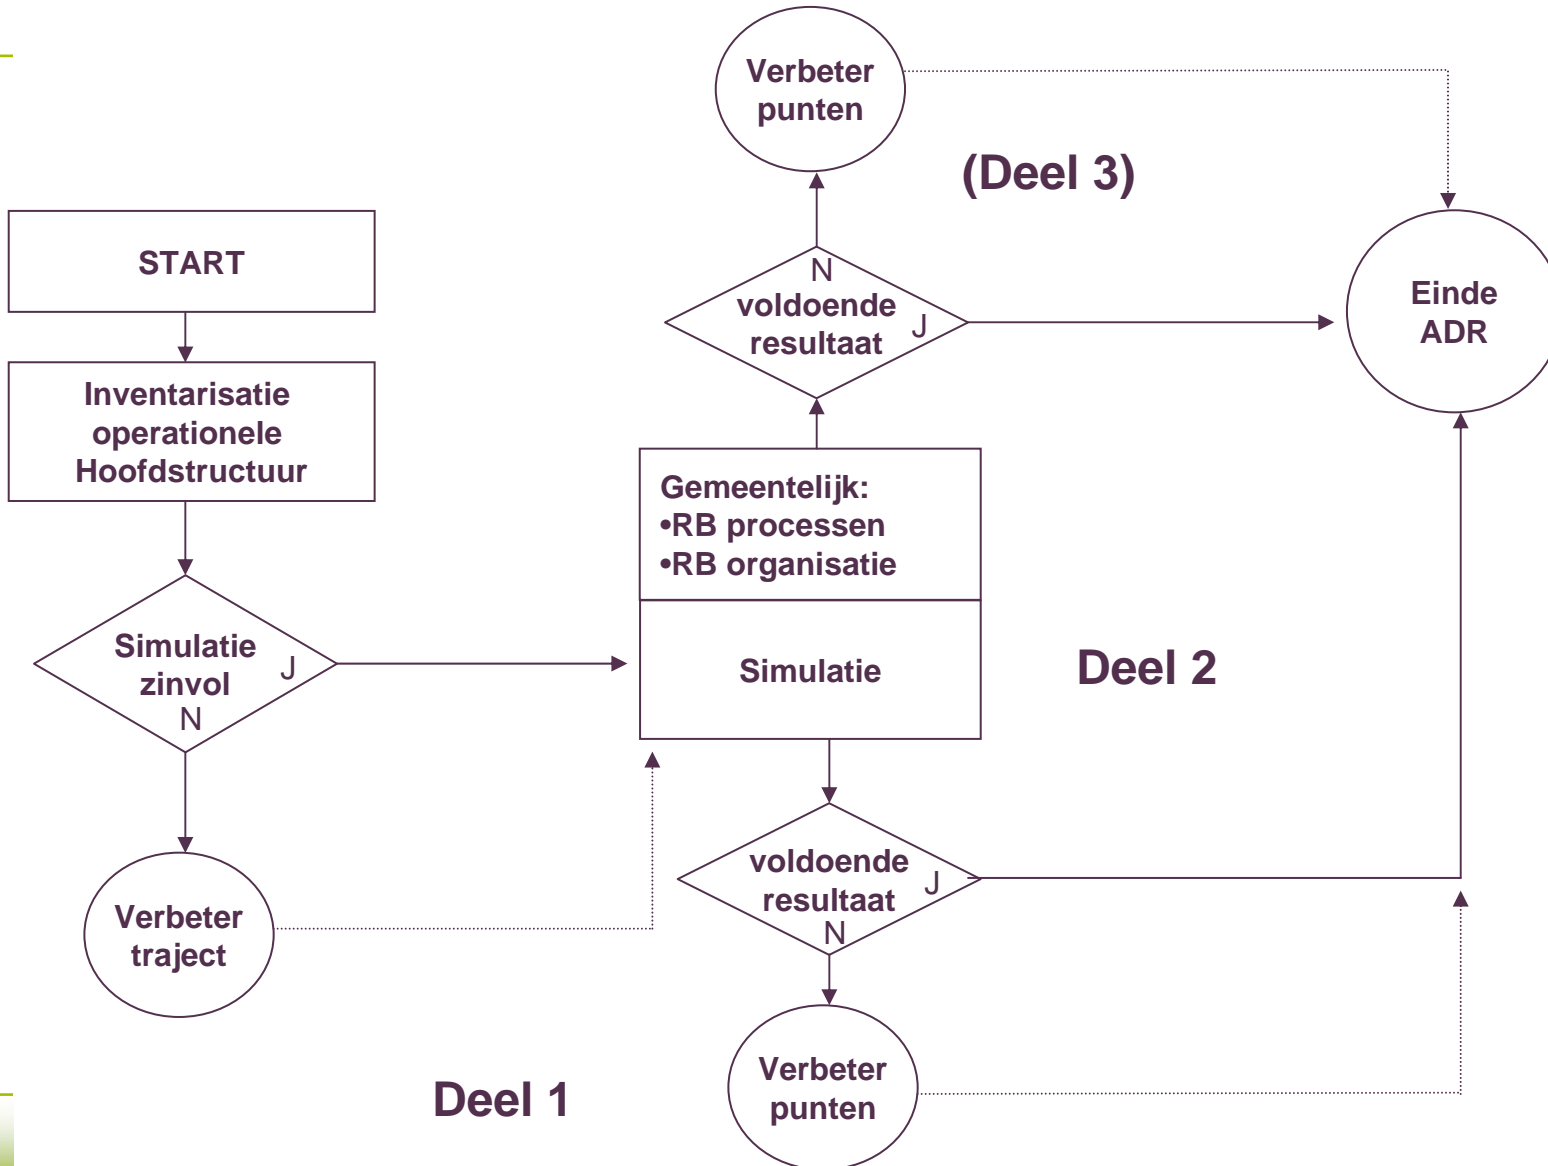 START
Inventarisatie
operationele
Hoofdstructuur
Simulatie
zinvol
J
N
Verbeter
traject
Deel 1
Verbeter
punten
(Deel 3)
N
voldoende
resultaat
J
Einde
ADR
Gemeentelijk:
•RB processen
•RB organisatie
Simulatie
Deel 2
voldoende
resultaat
J
N
Verbeter
punten